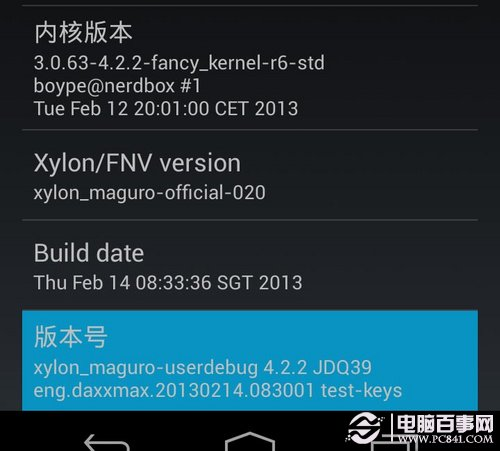 内核版本
3.0.63-4.2.2-fancy_kernel-r6-std
boype@nerdbox #1
Tue Feb 12 20:01:00 CET 2013
Xylon/FNV version
xylon_maguro-official-020
Build date
Thu Feb 14 08:33:36 SGT 2013
版本号
xylon_maguro-userdebug 4.2.2 JDQ39
eng.daxxmax.20130214.083001 test-keys
电脑百事网
WWW.PC841.COM